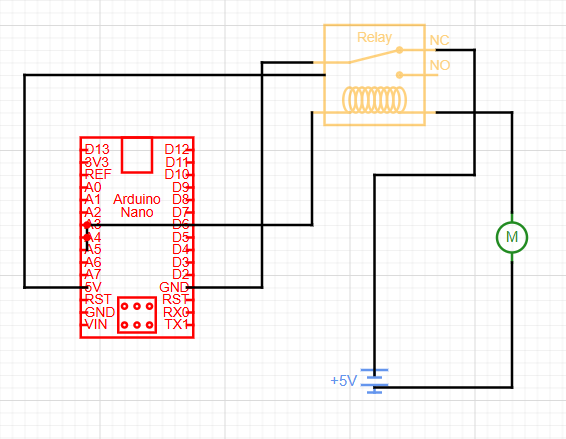 Relay
NC
NO
D13 D12
3V3 D11
REF D10
A0 D9
A1 Arduino D8
A2 Nano D7
A3 D6
A4 D5
A5 D4
A6 D3
A7 D2
5V GND
RST RST
GND RX0
VIN TX1
M
+5V